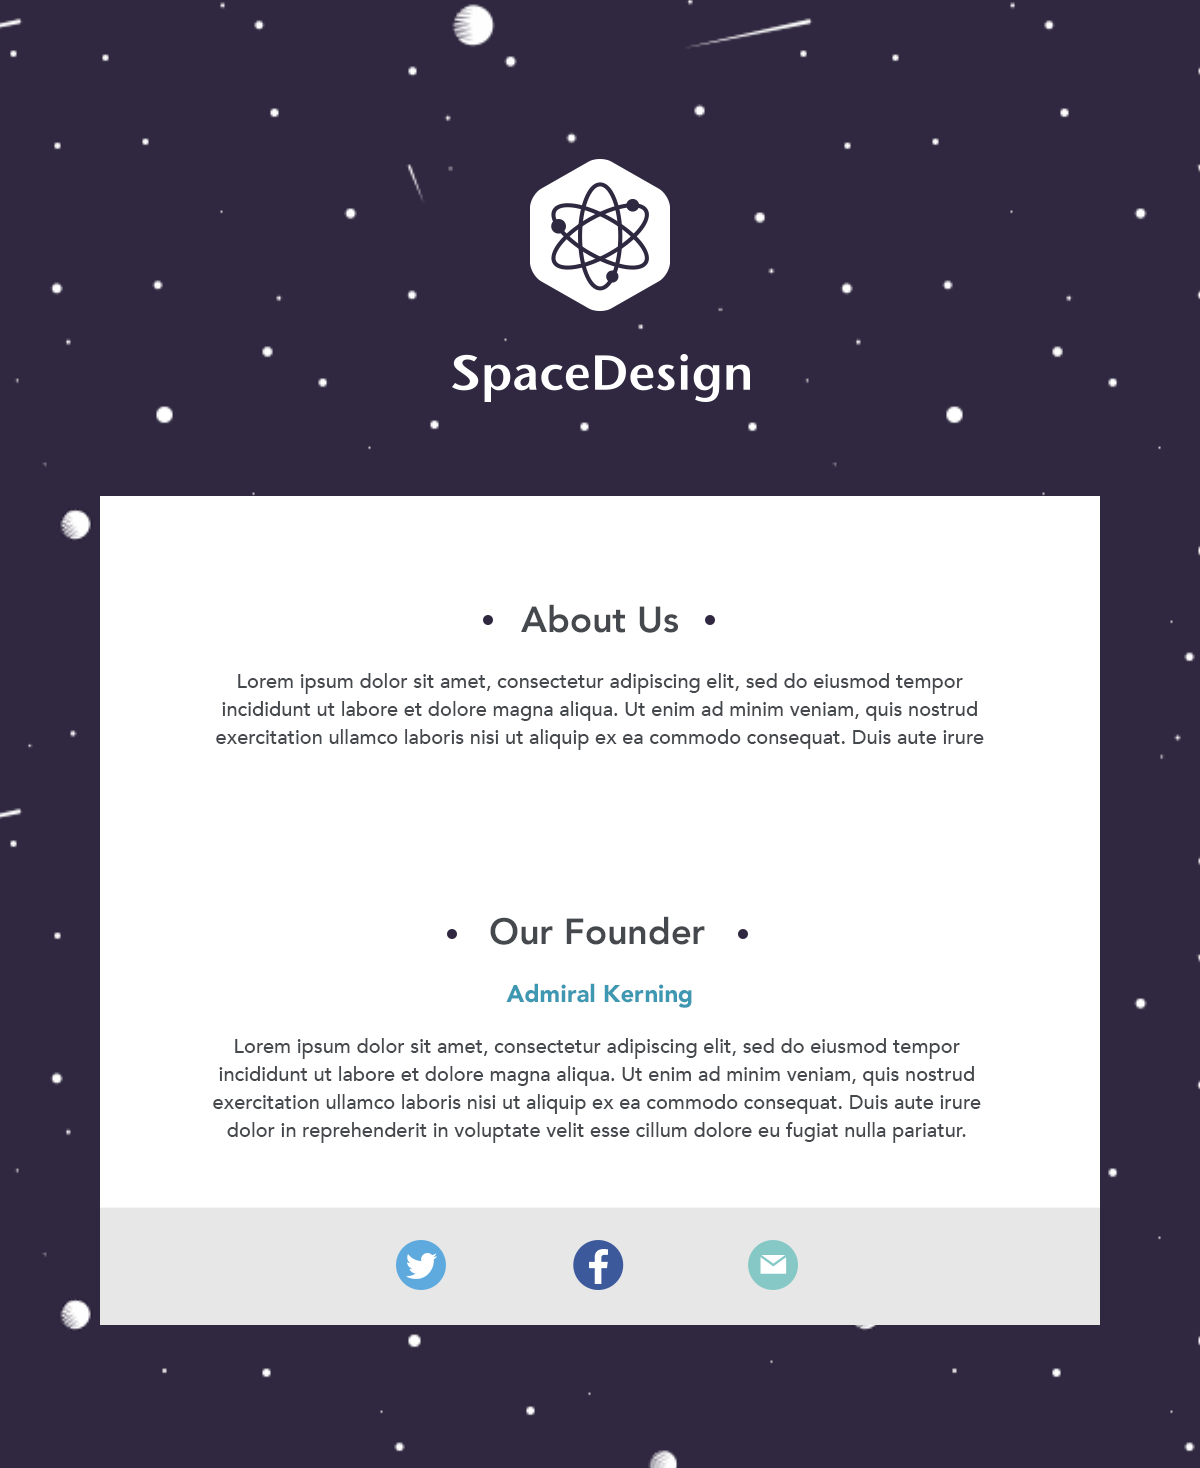 SpaceDesign
• About Us •
Lorem ipsum dolor sit amet, consectetur adipiscing elit, sed do eiusmod tempor
incididunt ut labore et dolore magna aliqua. Ut enim ad minim veniam, quis nostrud
exercitation ullamco laboris nisi ut aliquip ex ea commodo consequat. Duis aute irure
• Our Founder •
Admiral Kerning
Lorem ipsum dolor sit amet, consectetur adipiscing elit, sed do eiusmod tempor
incididunt ut labore et dolore magna aliqua. Ut enim ad minim veniam, quis nostrud
exercitation ullamco laboris nisi ut aliquip ex ea commodo consequat. Duis aute irure
dolor in reprehenderit in voluptate velit esse cillum dolore eu fugiat nulla pariatur.